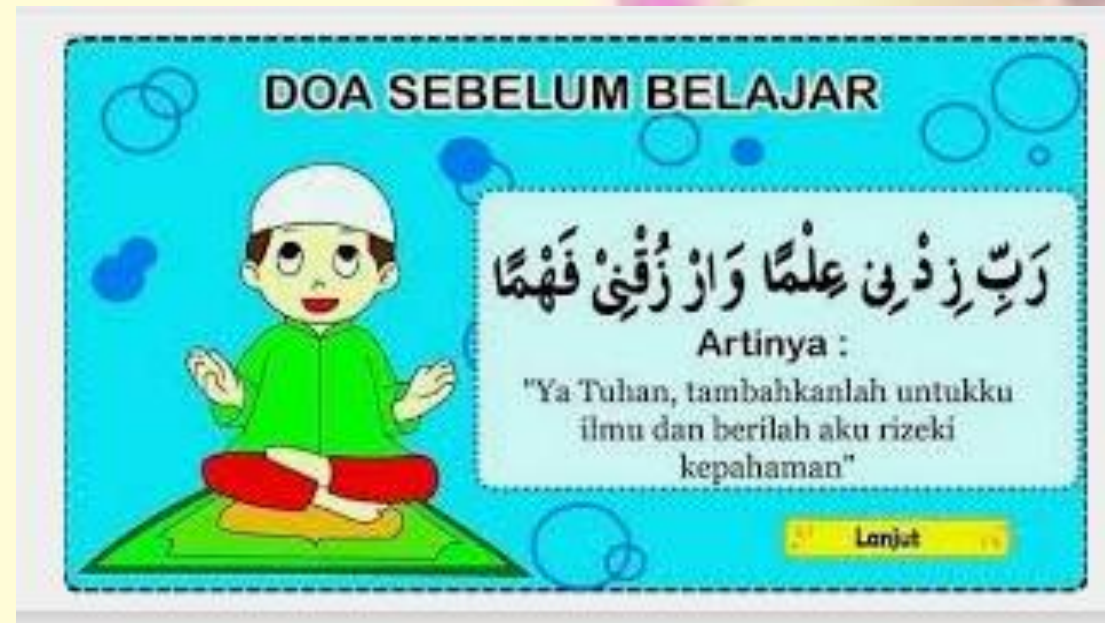 DOA SEBELUM BELAJAR
رَبِّ زِدْ نِيْ عِلْمًا وَارْ زُقْنِيْ فَهْمًا
Artinya :
"Ya Tuhan, tambahkanlah untukku
ilmu dan berilah aku rizeki
kepahaman"
Lanjut